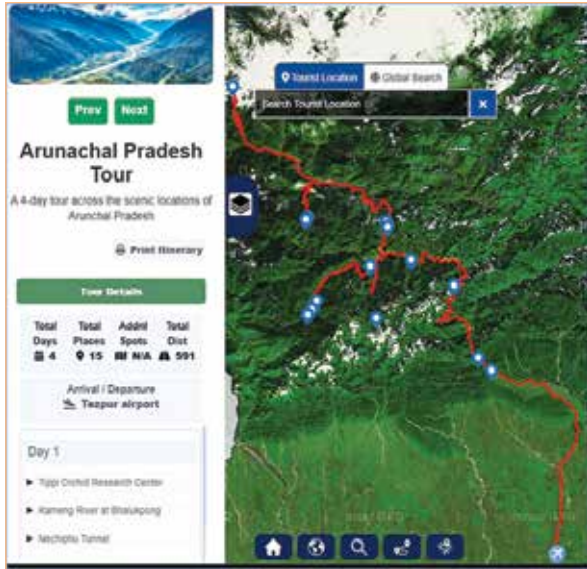 Prev Next
Arunachal Pradesh
Tour
A 4-day tour across the scenic locations of
Arunchal Pradesh
Print Itinerary
Tour Details
Total Total Addnl Total
Days Places Spots Dist
4 15 N/A 591
Arrival / Departure
Tezpur airport
Day 1
Tippi Orchid Research Center
Kameng River at Bhalukpong
Nechiphu Tunnel
Tourist Location Global Search
Search Tourist Location ×